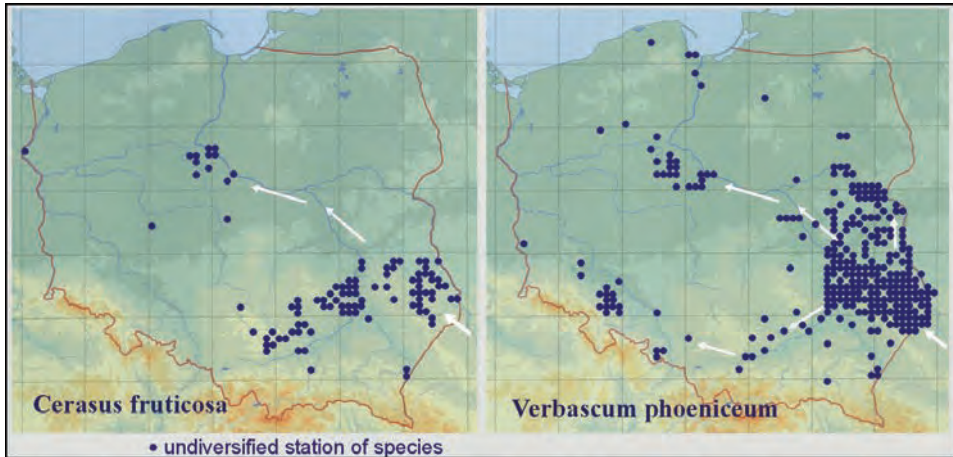 Cerasus fruticosa
Verbascum phoeniceum
• undiversified station of species